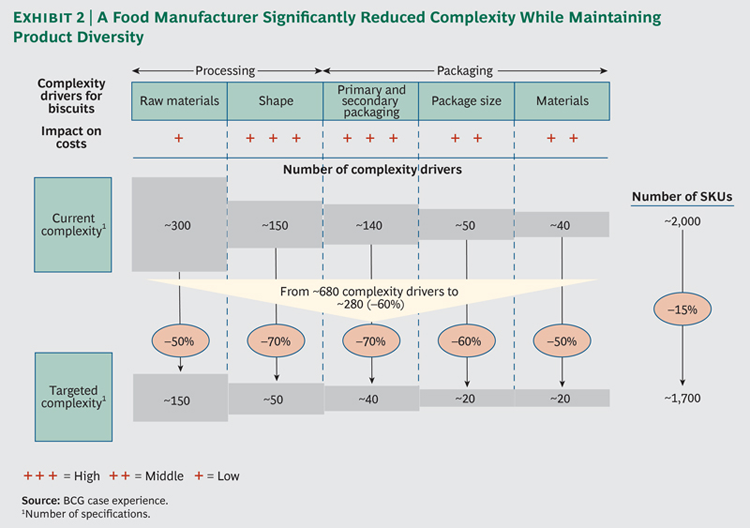 EXHIBIT 2 | A Food Manufacturer Significantly Reduced Complexity While Maintaining
Product Diversity
Processing
Packaging
Complexity
drivers for
biscuits
Raw materials
Shape
Primary and
secondary
packaging
Package size
Materials
Impact on
costs
+
+ + +
+ + +
+ +
+ +
Number of complexity drivers
Number of SKUs
Current
complexity¹
~300
~150
~140
~50
~40
~2,000
From ~680 complexity drivers to
~280 (–60%)
–50%
–70%
–70%
–60%
–50%
–15%
Targeted
complexity¹
~150
~50
~40
~20
~20
~1,700
+ + + = High + + = Middle + = Low
Source: BCG case experience.
¹Number of specifications.